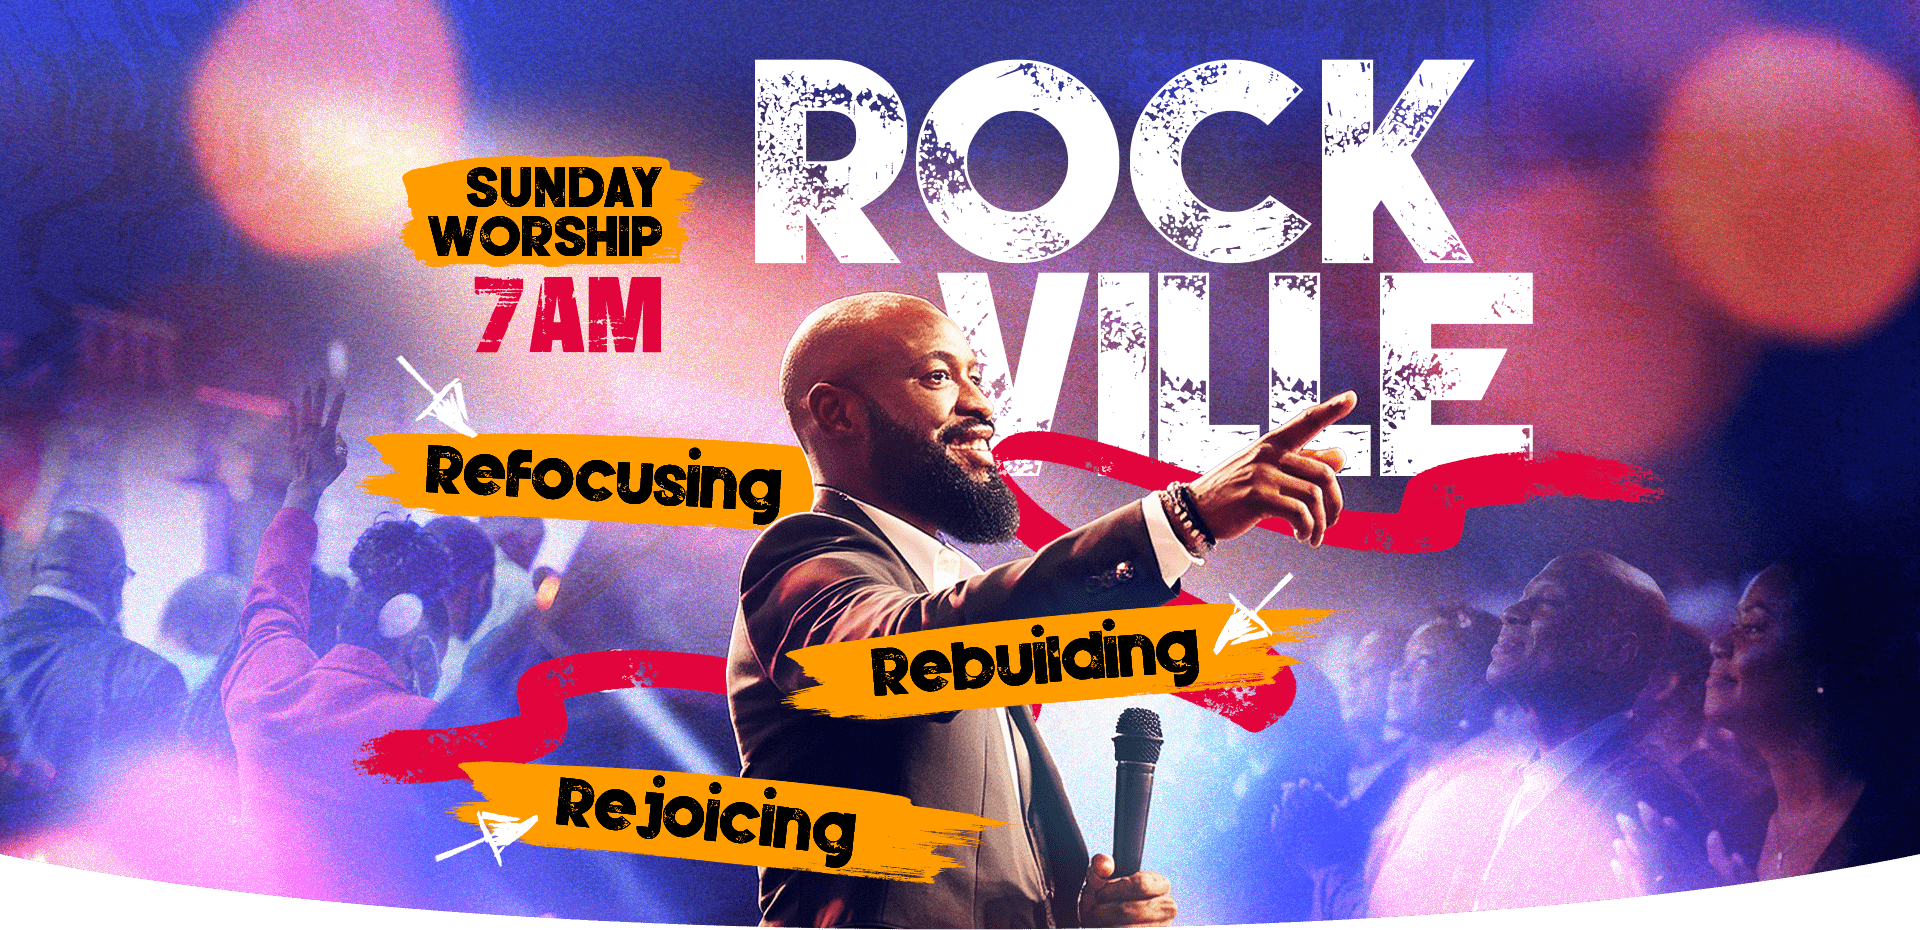 ROCK
VILLE
SUNDAY
WORSHIP
7AM
Refocusing
Rebuilding
Rejoicing